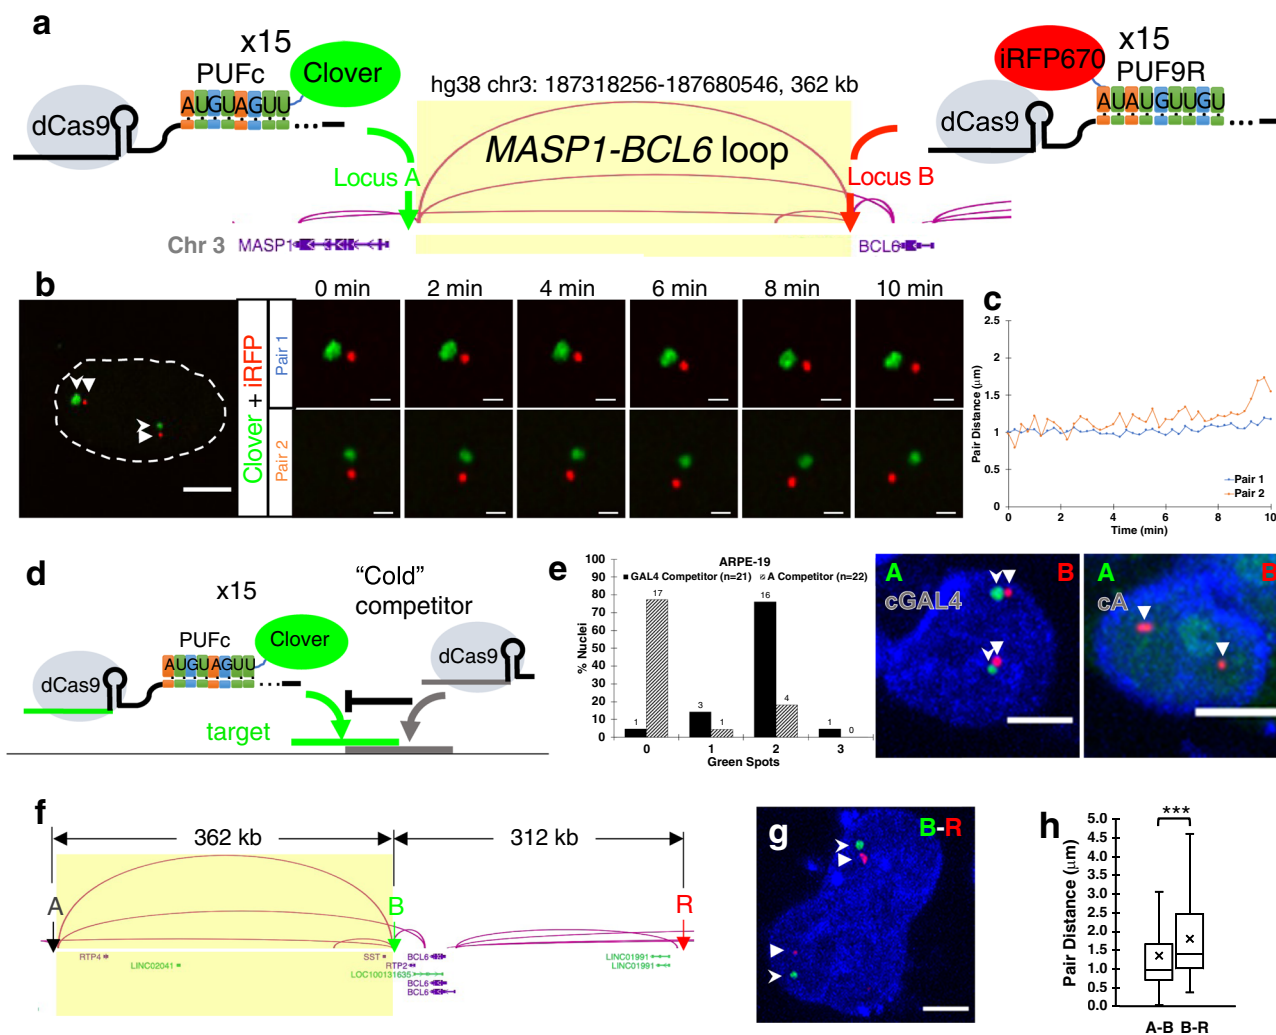 a
x15
PUFc
Clover
AUGUAGUU
dCas9
hg38 chr3: 187318256-187680546, 362 kb
MASP1-BCL6 loop
Locus A
Locus B
iRFP670
x15
PUF9R
AUAUGUUGU
dCas9
Chr 3
MASP1
BCL6
b
0 min
2 min
4 min
6 min
8 min
10 min
Clover + iRFP
Pair 1
Pair 2
c
Pair Distance (μm)
2.5
2
1.5
1
0.5
0
0
2
4
6
8
10
Time (min)
Pair 1
Pair 2
d
x15
PUFc
Clover
AUGUAGUU
dCas9
"Cold"
competitor
dCas9
target
e
ARPE-19
GAL4 Competitor (n=21)
A Competitor (n=22)
% Nuclei
100
90
80
70
60
50
40
30
20
10
0
1
17
3
1
16
4
1
0
0
1
2
3
Green Spots
A
B
cGAL4
A
B
cA
f
362 kb
312 kb
A
B
R
RTP4
LINC02041
SST
RTP2
LOC100131635
BCL6
BCL6
BCL6
LINC01991
LINC01991
g
B-R
h
***
Pair Distance (μm)
5.0
4.5
4.0
3.5
3.0
2.5
2.0
1.5
1.0
0.5
0.0
A-B
B-R